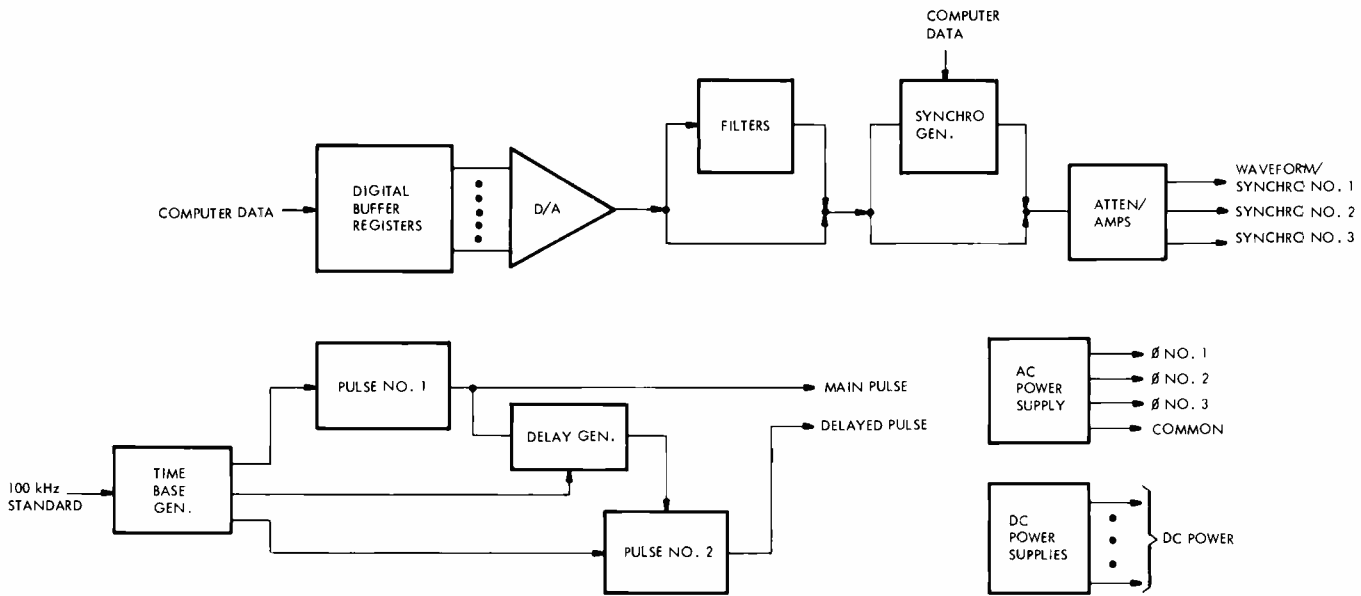 COMPUTER
DATA
FILTERS
SYNCHRO
GEN.
COMPUTER DATA
DIGITAL
BUFFER
REGISTERS
D/A
ATTEN/
AMPS
WAVEFORM/
SYNCHRO NO. 1
SYNCHRO NO. 2
SYNCHRO NO. 3
PULSE NO. 1
MAIN PULSE
DELAY GEN.
DELAYED PULSE
100 kHz
STANDARD
TIME
BASE
GEN.
PULSE NO. 2
AC
POWER
SUPPLY
Ø NO. 1
Ø NO. 2
Ø NO. 3
COMMON
DC
POWER
SUPPLIES
DC POWER